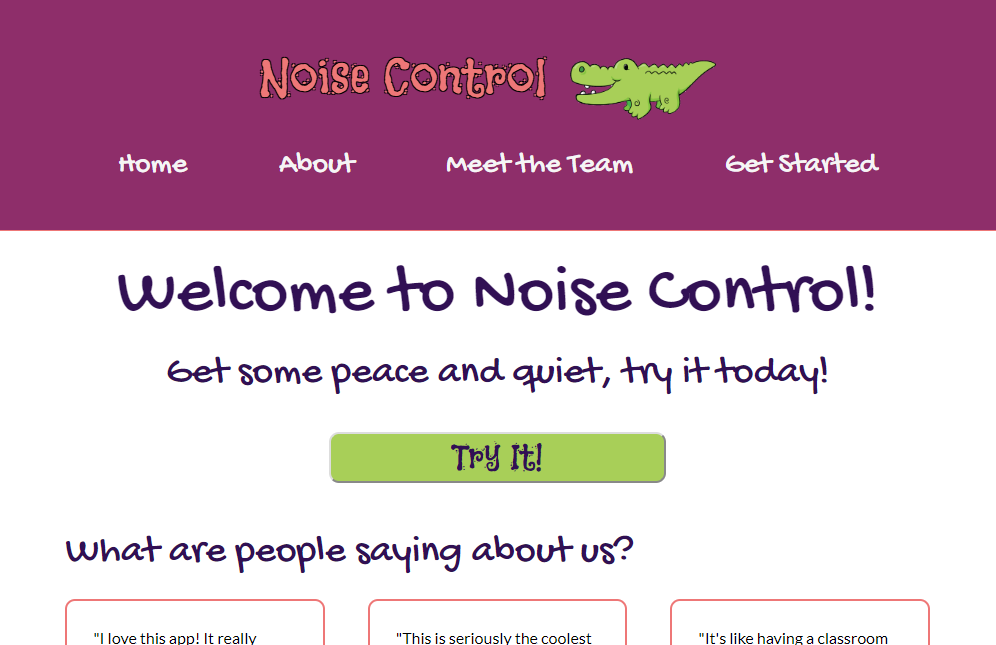 Noise Control
Home About Meet the Team Get Started
Welcome to Noise Control!
Get some peace and quiet, try it today!
Try It!
What are people saying about us?
"I love this app! It really "This is seriously the coolest "It's like having a classroom